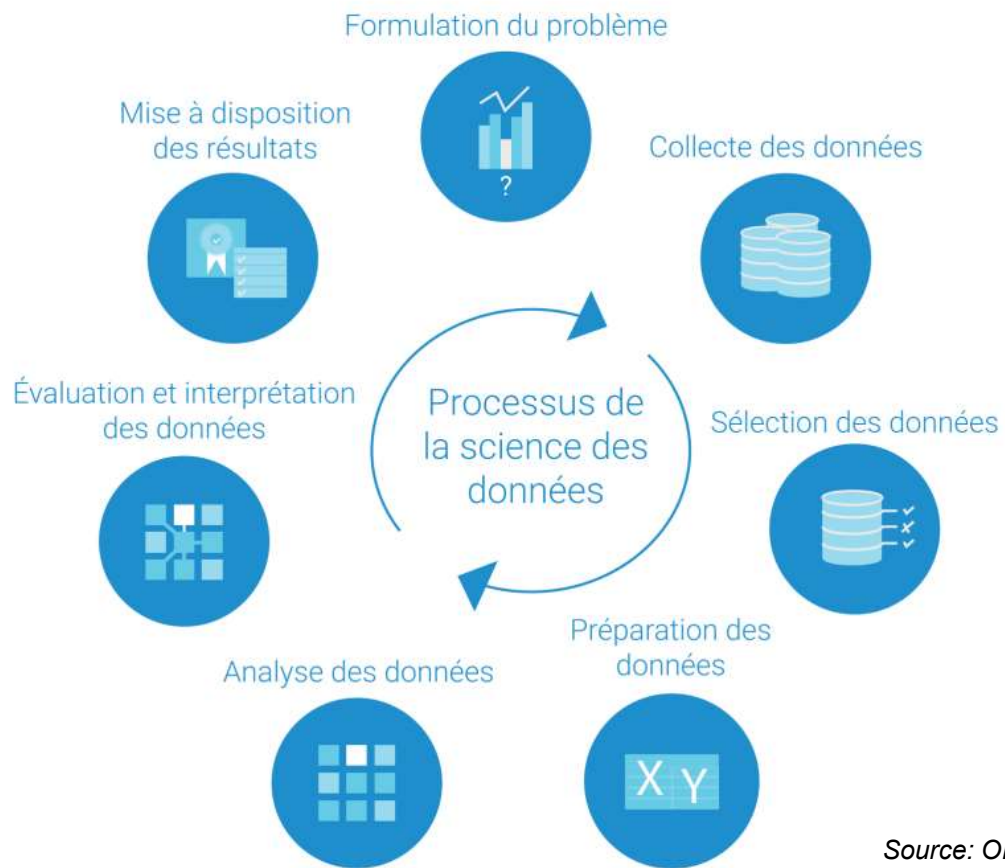 Formulation du problème
Mise à disposition
des résultats
Collecte des données
?
Évaluation et interprétation
des données
Processus de
la science des
données
Sélection des données
Analyse des données
Préparation des
données
X Y
Source: